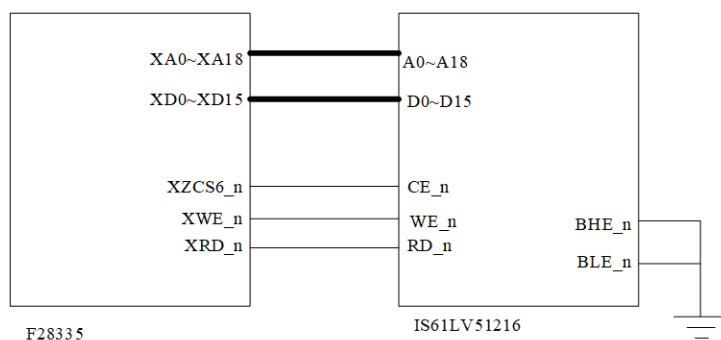 XA0~XA18 A0~A18
XD0~XD15 D0~D15
XZCS6_n CE_n
XWE_n WE_n
BHE_n
XRD_n RD_n
BLE_n
F28335 IS61LV51216